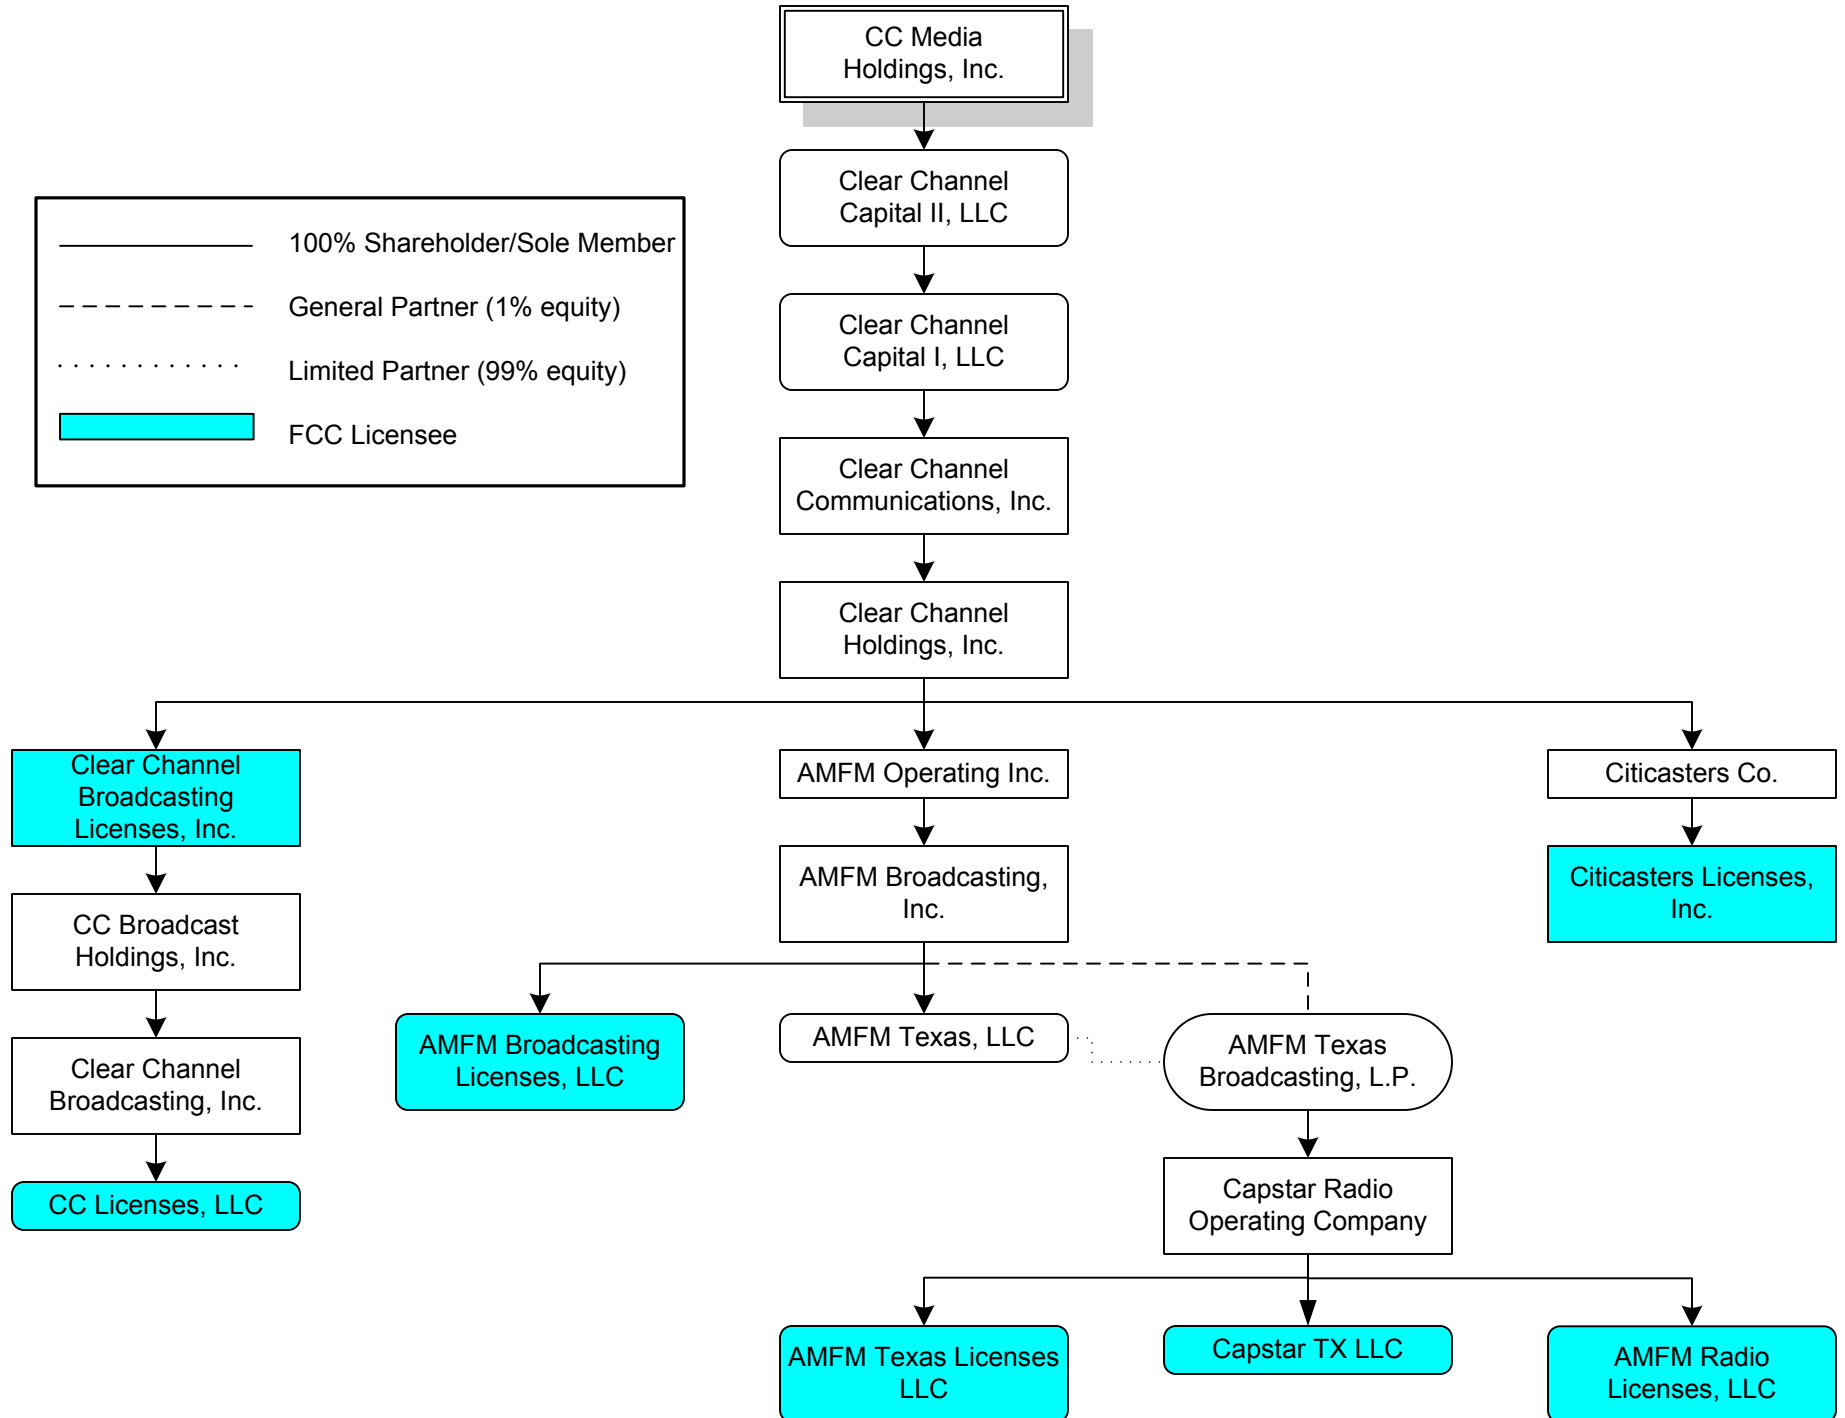 CC Media
Holdings, Inc.
Clear Channel
Capital II, LLC
100% Shareholder/Sole Member
General Partner (1% equity)
Limited Partner (99% equity)
FCC Licensee
Clear Channel
Capital I, LLC
Clear Channel
Communications, Inc.
Clear Channel
Holdings, Inc.
Clear Channel
Broadcasting
Licenses, Inc.
AMFM Operating Inc.
Citicasters Co.
CC Broadcast
Holdings, Inc.
AMFM Broadcasting,
Inc.
Citicasters Licenses,
Inc.
Clear Channel
Broadcasting, Inc.
AMFM Broadcasting
Licenses, LLC
AMFM Texas, LLC
AMFM Texas
Broadcasting, L.P.
CC Licenses, LLC
Capstar Radio
Operating Company
AMFM Texas Licenses
LLC
Capstar TX LLC
AMFM Radio
Licenses, LLC